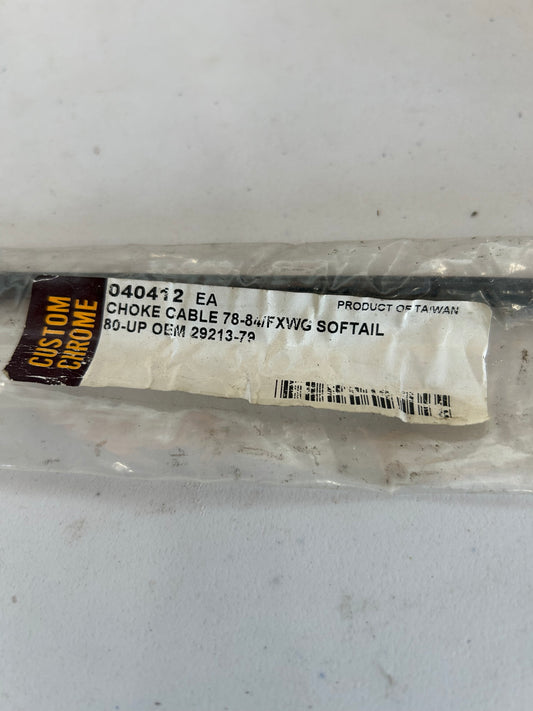 CUSTOM
CHROME
040412 EA
PRODUCT OF TAIWAN
CHOKE CABLE 78-84/FXWG SOFTAIL
80-UP OEM 29213-79